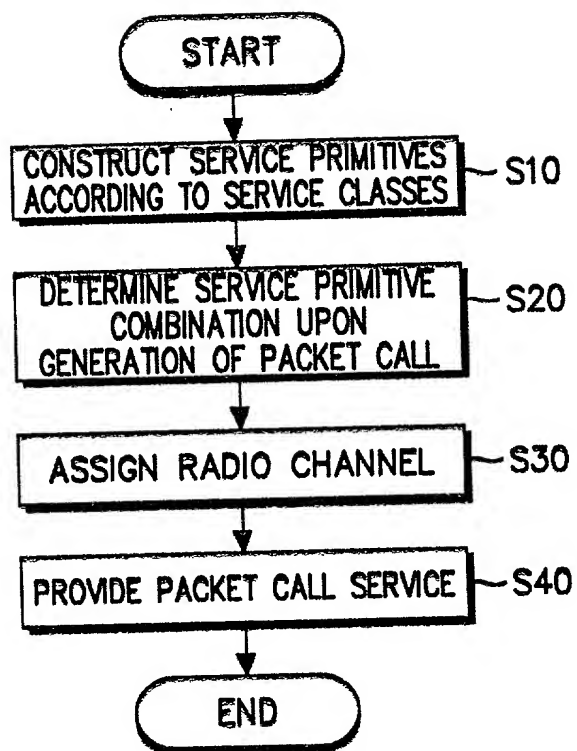 START
CONSTRUCT SERVICE PRIMITIVES
ACCORDING TO SERVICE CLASSES
S10
DETERMINE SERVICE PRIMITIVE
COMBINATION UPON
GENERATION OF PACKET CALL
S20
ASSIGN RADIO CHANNEL
S30
PROVIDE PACKET CALL SERVICE
S40
END